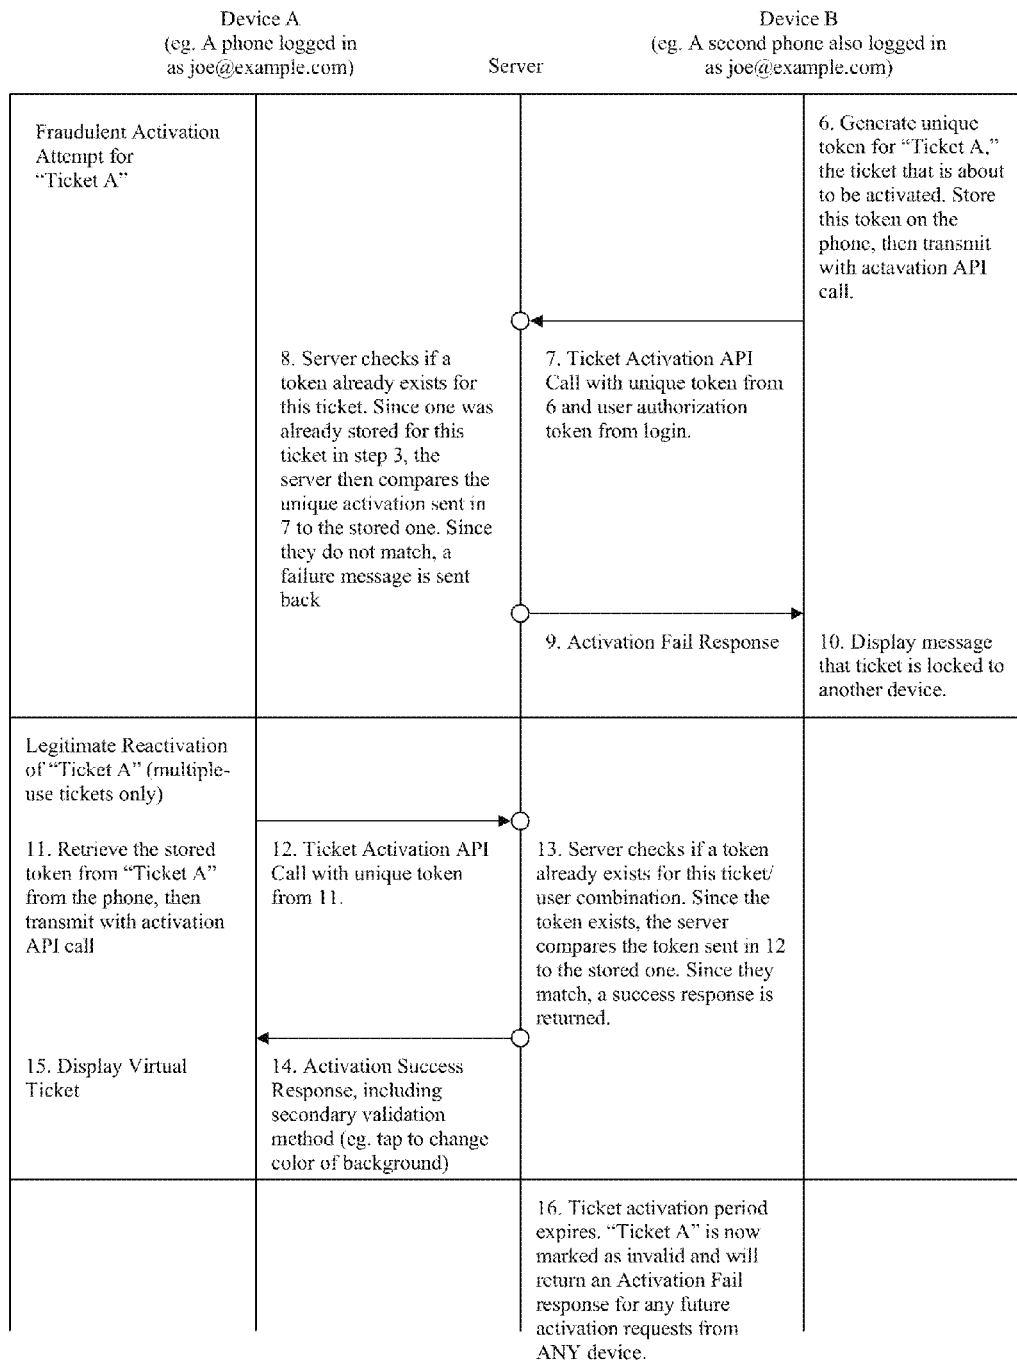 Device A
(eg. A phone logged in
as joe@example.com)
Server
Device B
(eg. A second phone also logged in
as joe@example.com)
Fraudulent Activation
Attempt for
“Ticket A”
6. Generate unique
token for “Ticket A,”
the ticket that is about
to be activated. Store
this token on the
phone, then transmit
with actavation API
call.
8. Server checks if a
token already exists for
this ticket. Since one was
already stored for this
ticket in step 3, the
server then compares the
unique activation sent in
7 to the stored one. Since
they do not match, a
failure message is sent
back
7. Ticket Activation API
Call with unique token from
6 and user authorization
token from login.
9. Activation Fail Response
10. Display message
that ticket is locked to
another device.
Legitimate Reactivation
of “Ticket A” (multiple-
use tickets only)
11. Retrieve the stored
token from “Ticket A”
from the phone, then
transmit with activation
API call
12. Ticket Activation API
Call with unique token
from 11.
13. Server checks if a token
already exists for this ticket/
user combination. Since the
token exists, the server
compares the token sent in 12
to the stored one. Since they
match, a success response is
returned.
15. Display Virtual
Ticket
14. Activation Success
Response, including
secondary validation
method (eg. tap to change
color of background)
16. Ticket activation period
expires. “Ticket A” is now
marked as invalid and will
return an Activation Fail
response for any future
activation requests from
ANY device.